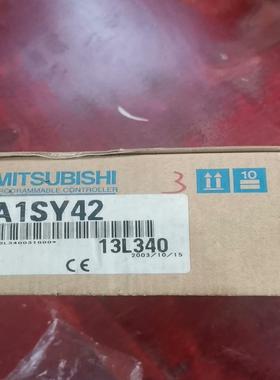 MITSUBISHI
PROGRAMMABLE CONTROLLER
3
10
A1SY42
13L340
2003/10/15
CE